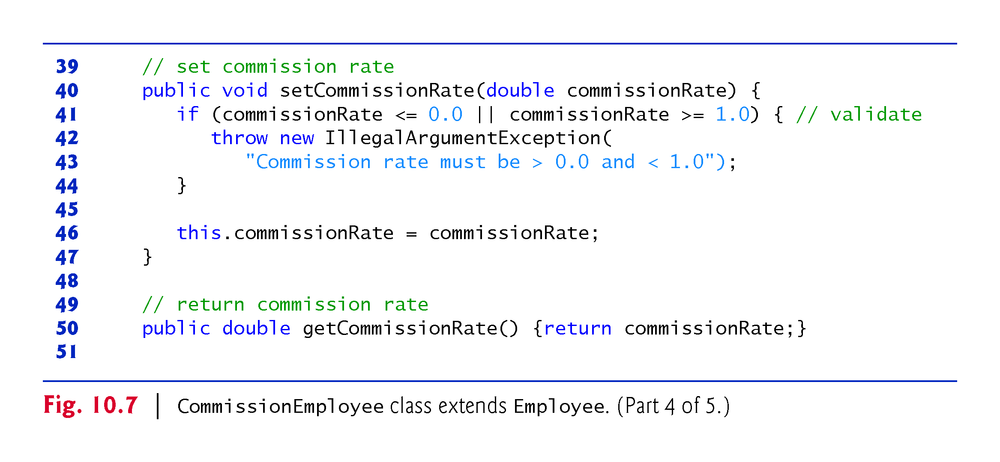 39 // set commission rate
40 public void setCommissionRate(double commissionRate) {
41 if (commissionRate <= 0.0 || commissionRate >= 1.0) { // validate
42 throw new IllegalArgumentException(
43 "Commission rate must be > 0.0 and < 1.0");
44 }
45
46 this.commissionRate = commissionRate;
47 }
48
49 // return commission rate
50 public double getCommissionRate() {return commissionRate;}
51
Fig. 10.7 | CommissionEmployee class extends Employee. (Part 4 of 5.)